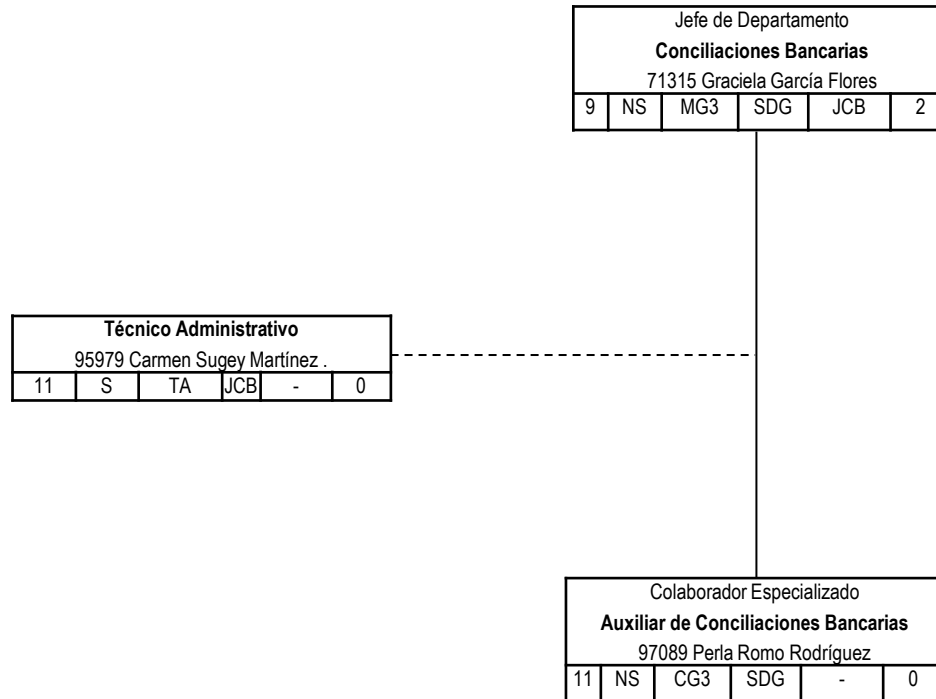 Jefe de Departamento
Conciliaciones Bancarias
71315 Graciela García Flores
9 NS MG3 SDG JCB 2
Técnico Administrativo
95979 Carmen Sugey Martínez .
11 S TA JCB - 0
Colaborador Especializado
Auxiliar de Conciliaciones Bancarias
97089 Perla Romo Rodríguez
11 NS CG3 SDG - 0